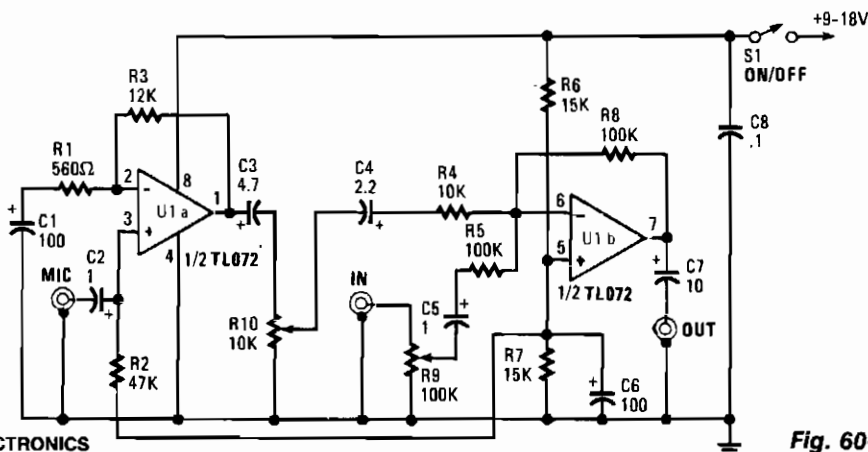 +9-18V
S1
ON/OFF
R3
12K
R6
15K
R8
100K
C8
.1
R1
560Ω
2
-
8
1
C3
4.7
+
C4
2.2
+
R4
10K
6
-
7
U1a
3
+
4
1/2 TL072
+
C1
100
C2
1
+
MIC
R5
100K
5
+
U1b
1/2 TL072
+
C7
10
IN
C5
1
+
OUT
R10
10K
R2
47K
R9
100K
R7
15K
+
C6
100
CTRONICS
Fig. 60